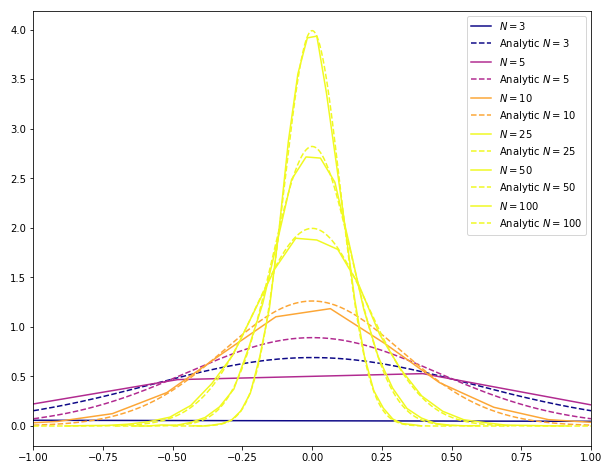 4.0
3.5
3.0
2.5
2.0
1.5
1.0
0.5
0.0
−1.00 −0.75 −0.50 −0.25 0.00 0.25 0.50 0.75 1.00
N = 3
Analytic N = 3
N = 5
Analytic N = 5
N = 10
Analytic N = 10
N = 25
Analytic N = 25
N = 50
Analytic N = 50
N = 100
Analytic N = 100